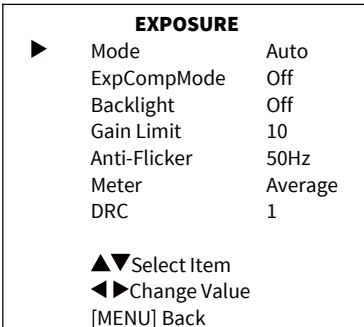 EXPOSURE
▶ Mode Auto
ExpCompMode Off
Backlight Off
Gain Limit 10
Anti-Flicker 50Hz
Meter Average
DRC 1
▲▼Select Item
◀▶Change Value
[MENU] Back